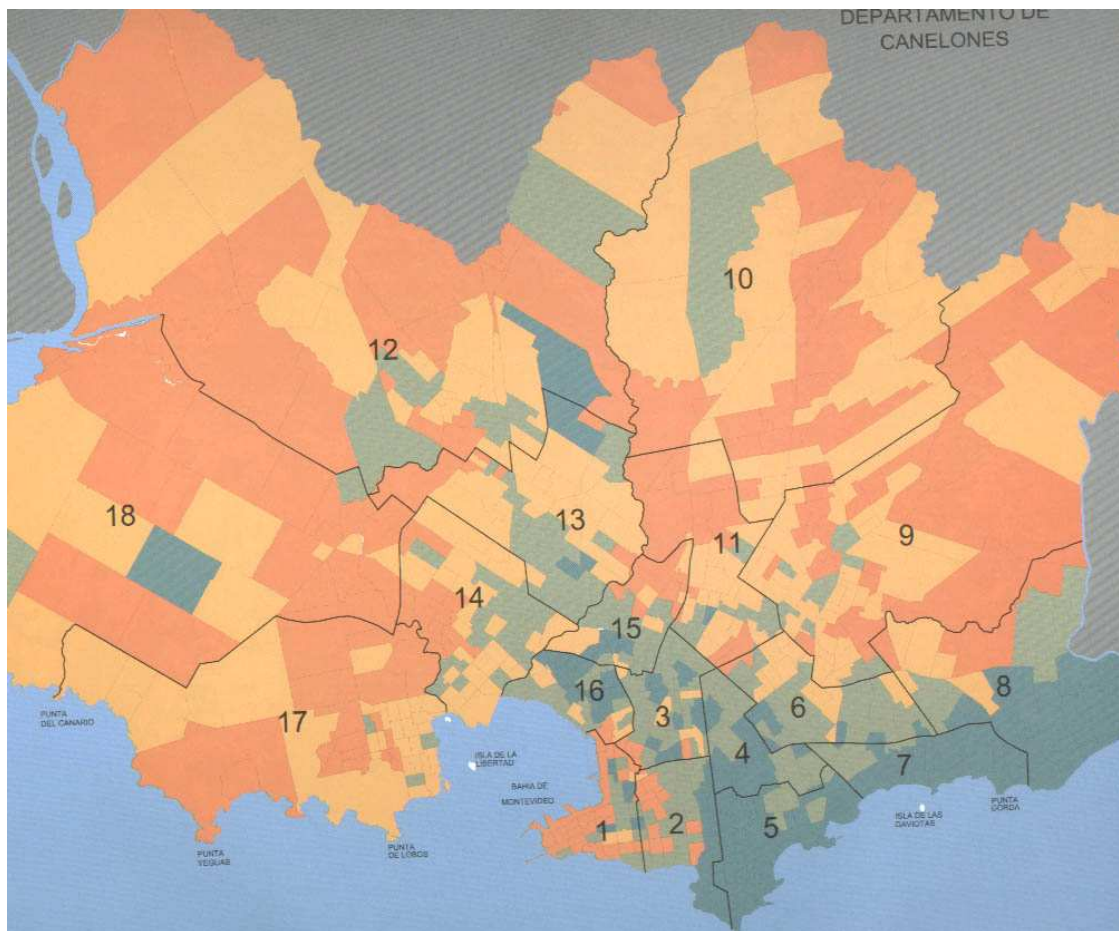 DEPARTAMENTO DE
CANELONES
10
12
18
13
9
11
14
15
16
8
3
6
17
4
7
1
2
5
PUNTA
DEL CANARIO
ISLA DE LA
LIBERTAD
BAHIA DE
MONTEVIDEO
PUNTA
YEGUAS
PUNTA
DE LOBOS
ISLA DE LAS
GAVIOTAS
PUNTA
GORDA